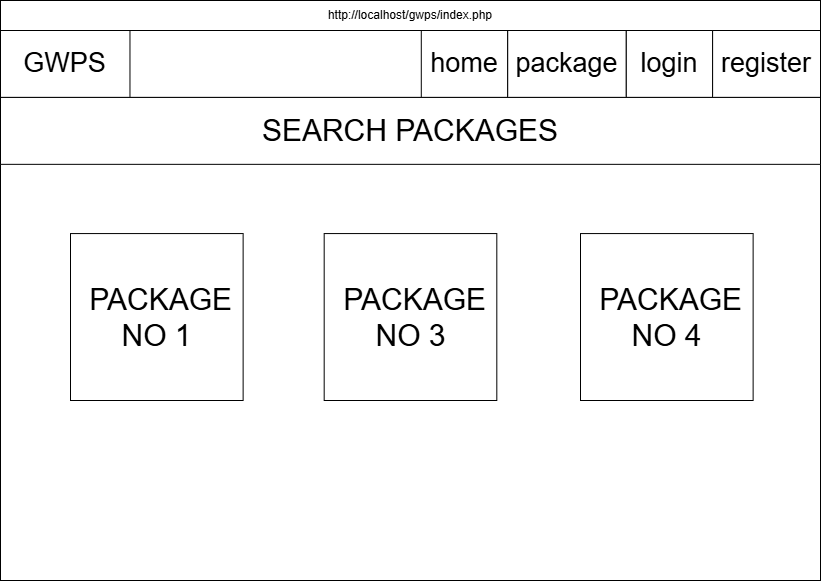 http://localhost/gwps/index.php
GWPS home package login register
SEARCH PACKAGES
PACKAGE PACKAGE PACKAGE
NO 1 NO 3 NO 4